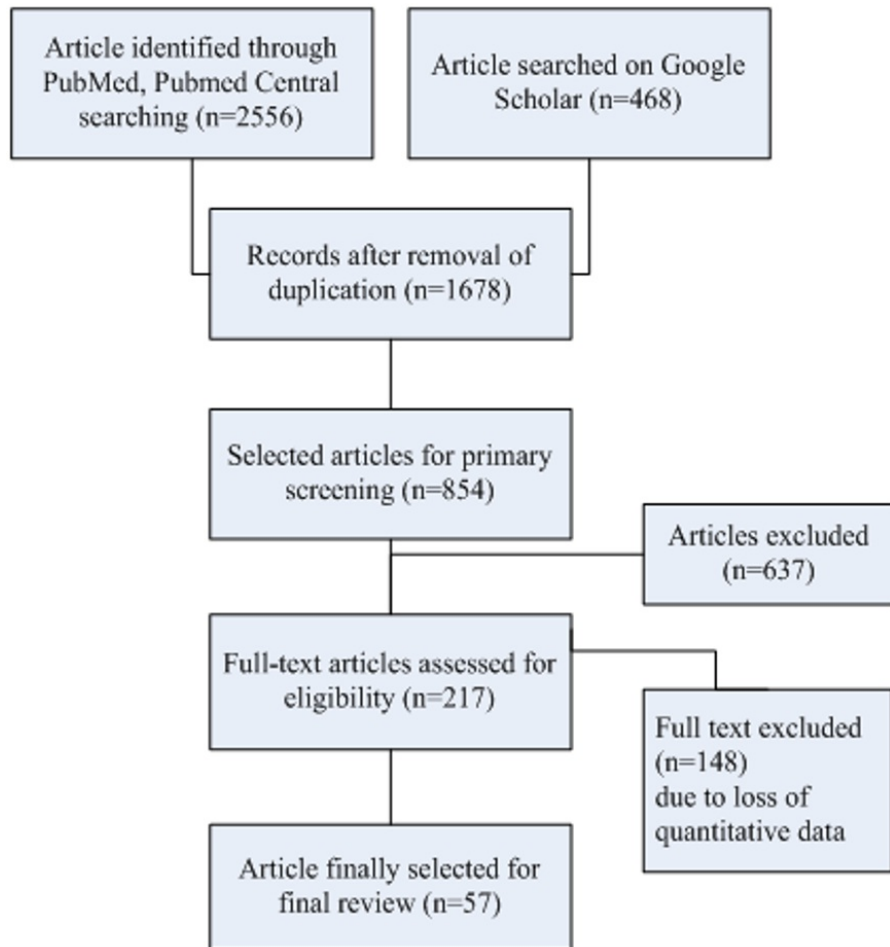 Article identified through
PubMed, Pubmed Central
searching (n=2556)
Article searched on Google
Scholar (n=468)
Records after removal of
duplication (n=1678)
Selected articles for primary
screening (n=854)
Articles excluded
(n=637)
Full-text articles assessed for
eligibility (n=217)
Full text excluded
(n=148)
due to loss of
quantitative data
Article finally selected for
final review (n=57)